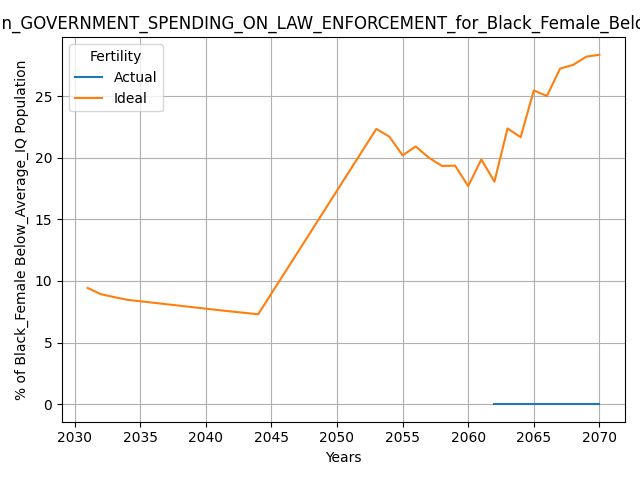 n_GOVERNMENT_SPENDING_ON_LAW_ENFORCEMENT_for_Black_Female_Belo
Fertility
Actual
Ideal
% of Black_Female Below_Average_IQ Population
25
20
15
10
5
0
2030 2035 2040 2045 2050 2055 2060 2065 2070
Years